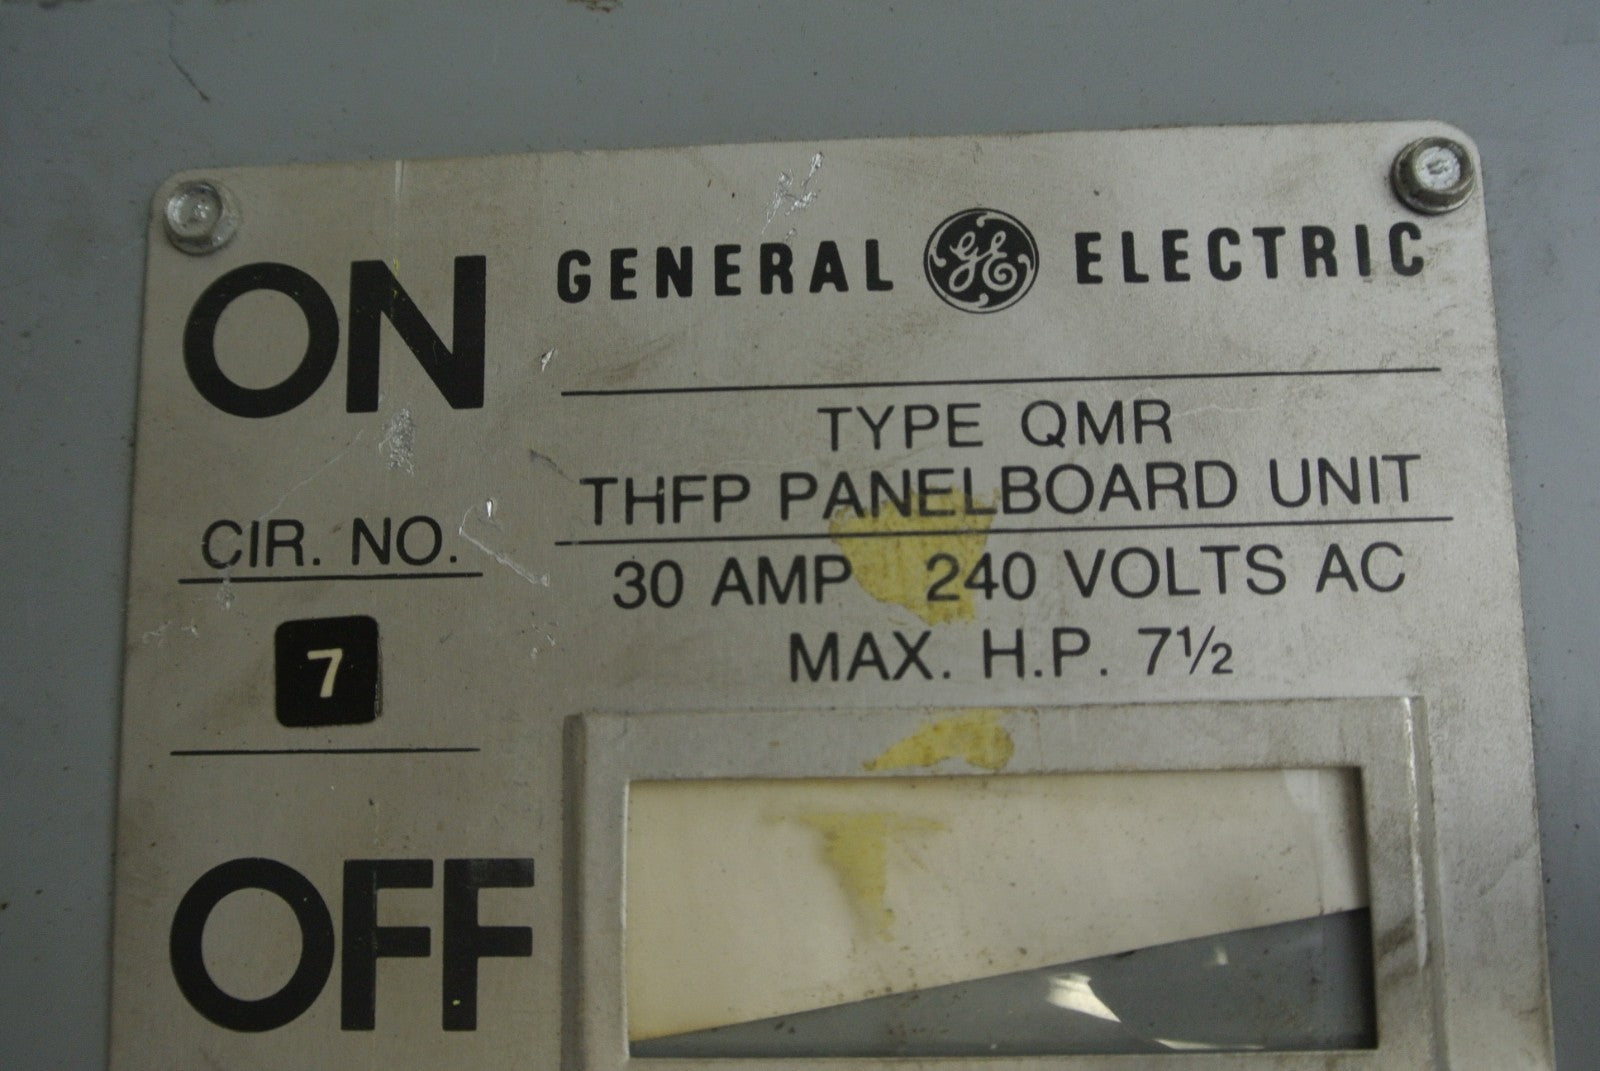 ON
GENERAL GE ELECTRIC
TYPE QMR
THFP PANELBOARD UNIT
30 AMP 240 VOLTS AC
MAX. H.P. 7½
CIR. NO.
7
OFF